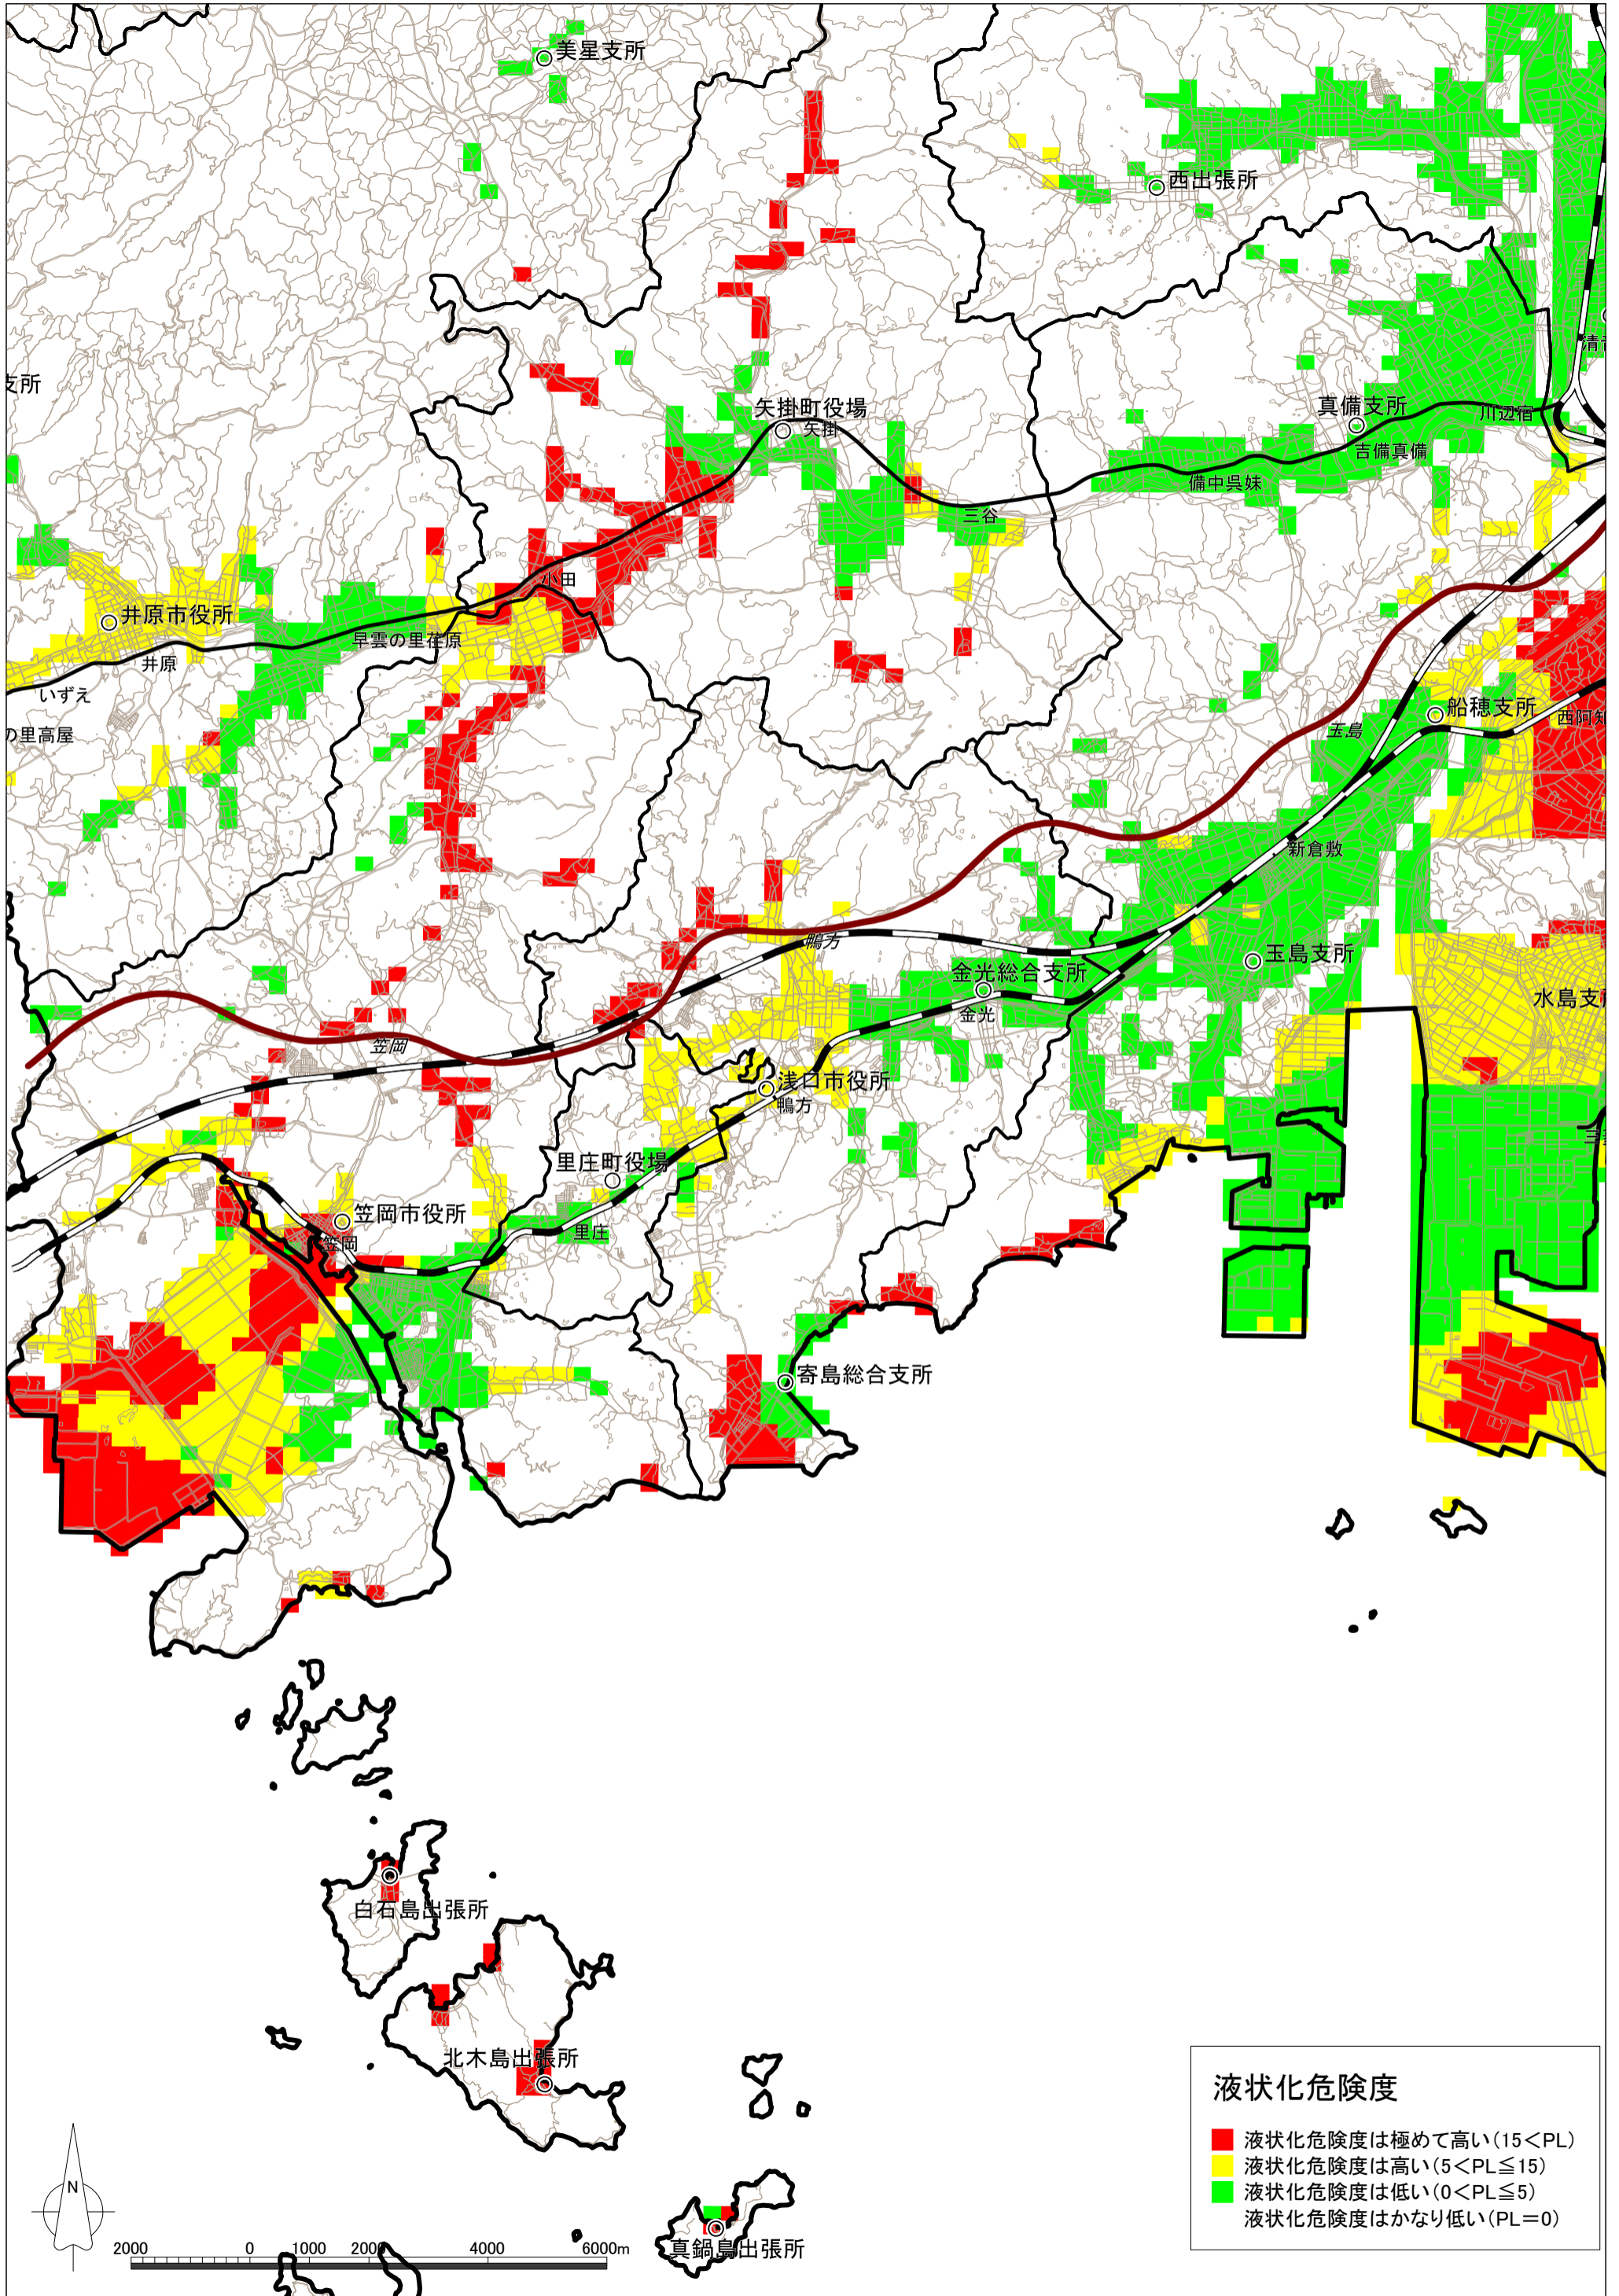 美星支所
西出張所
清音
支所
矢掛町役場
矢掛
真備支所
川辺宿
吉備真備
備中呉妹
三谷
小田
井原市役所
早雲の里荏原
井原
いずえ
の里高屋
船穂支所
西阿知
玉島
新倉敷
鴨方
玉島支所
金光総合支所
金光
水島支
笠岡
浅口市役所
鴨方
里庄町役場
里庄
笠岡市役所
笠岡
寄島総合支所
白石島出張所
北木島出張所
真鍋島出張所
液状化危険度
液状化危険度は極めて高い(15＜PL)
液状化危険度は高い(5＜PL≦15)
液状化危険度は低い(0＜PL≦5)
液状化危険度はかなり低い(PL＝0)
N
2000 0 1000 2000 4000 6000m